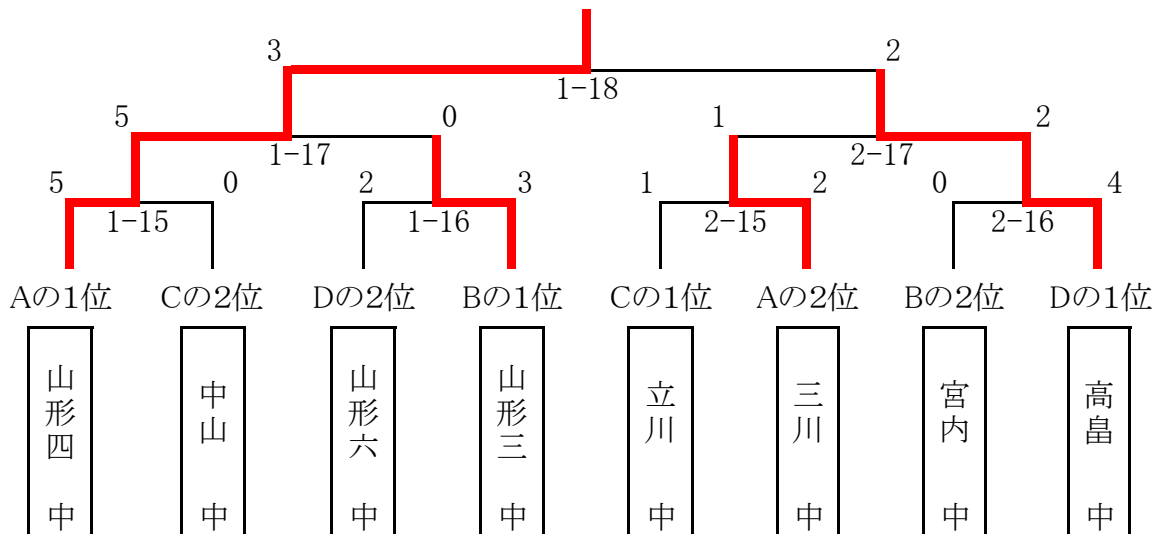 3 2
1-18
5 0 1 2
1-17 2-17
5 0 2 3 1 2 0 4
1-15 1-16 2-15 2-16
Aの1位 Cの2位 Dの2位 Bの1位 Cの1位 Aの2位 Bの2位 Dの1位
山形四中
中山中
山形六中
山形三中
立川中
三川中
宮内中
高畠中